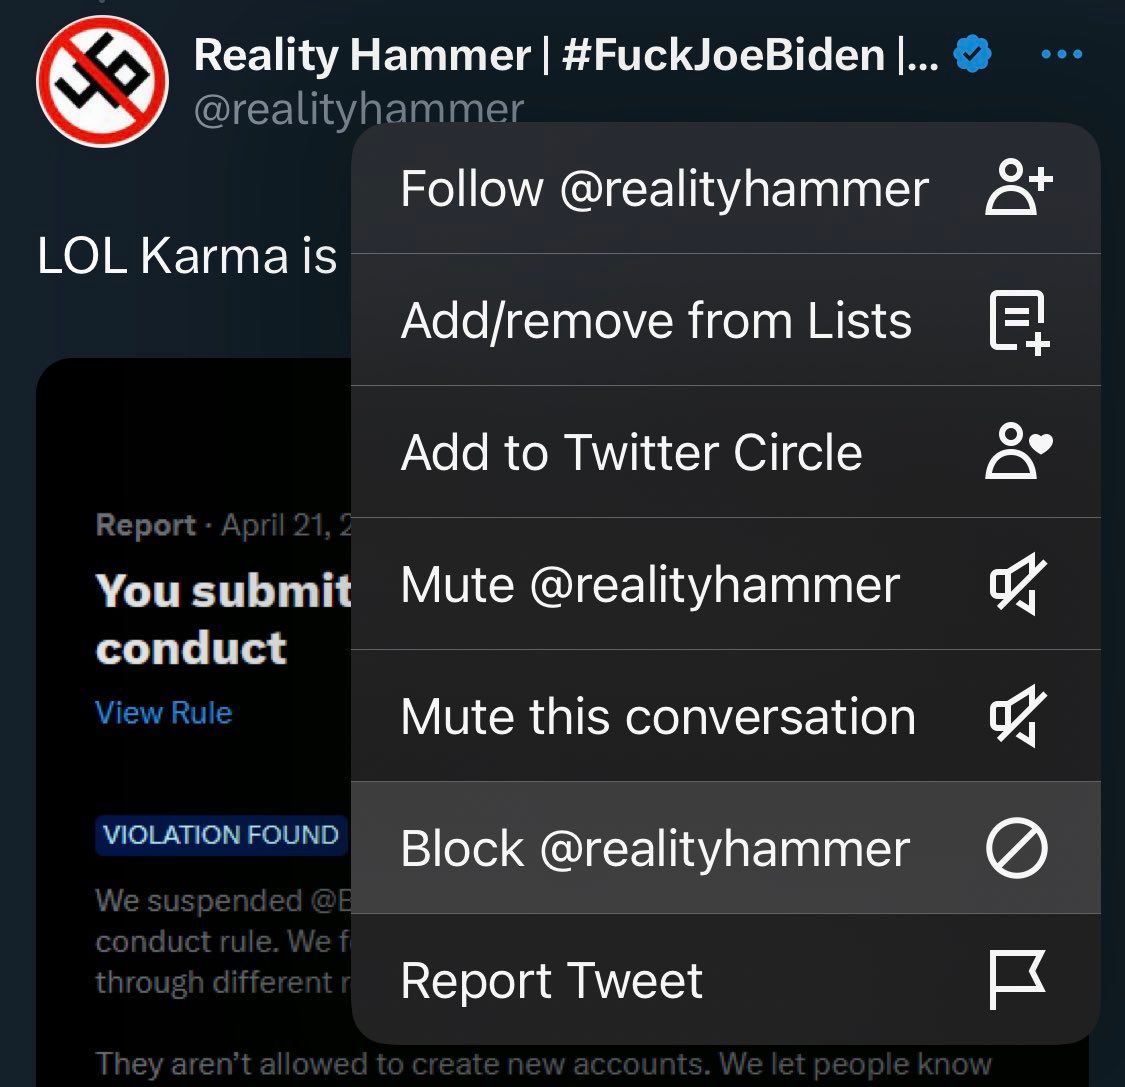 Reality Hammer | #FuckJoeBiden |...
@realityhammer
Follow @realityhammer
LOL Karma is
Add/remove from Lists
Add to Twitter Circle
Report · April 21, 2
You submit
conduct
Mute @realityhammer
View Rule
Mute this conversation
VIOLATION FOUND
Block @realityhammer
We suspended @B
conduct rule. We f
through different r
Report Tweet
They aren't allowed to create new accounts. We let people know